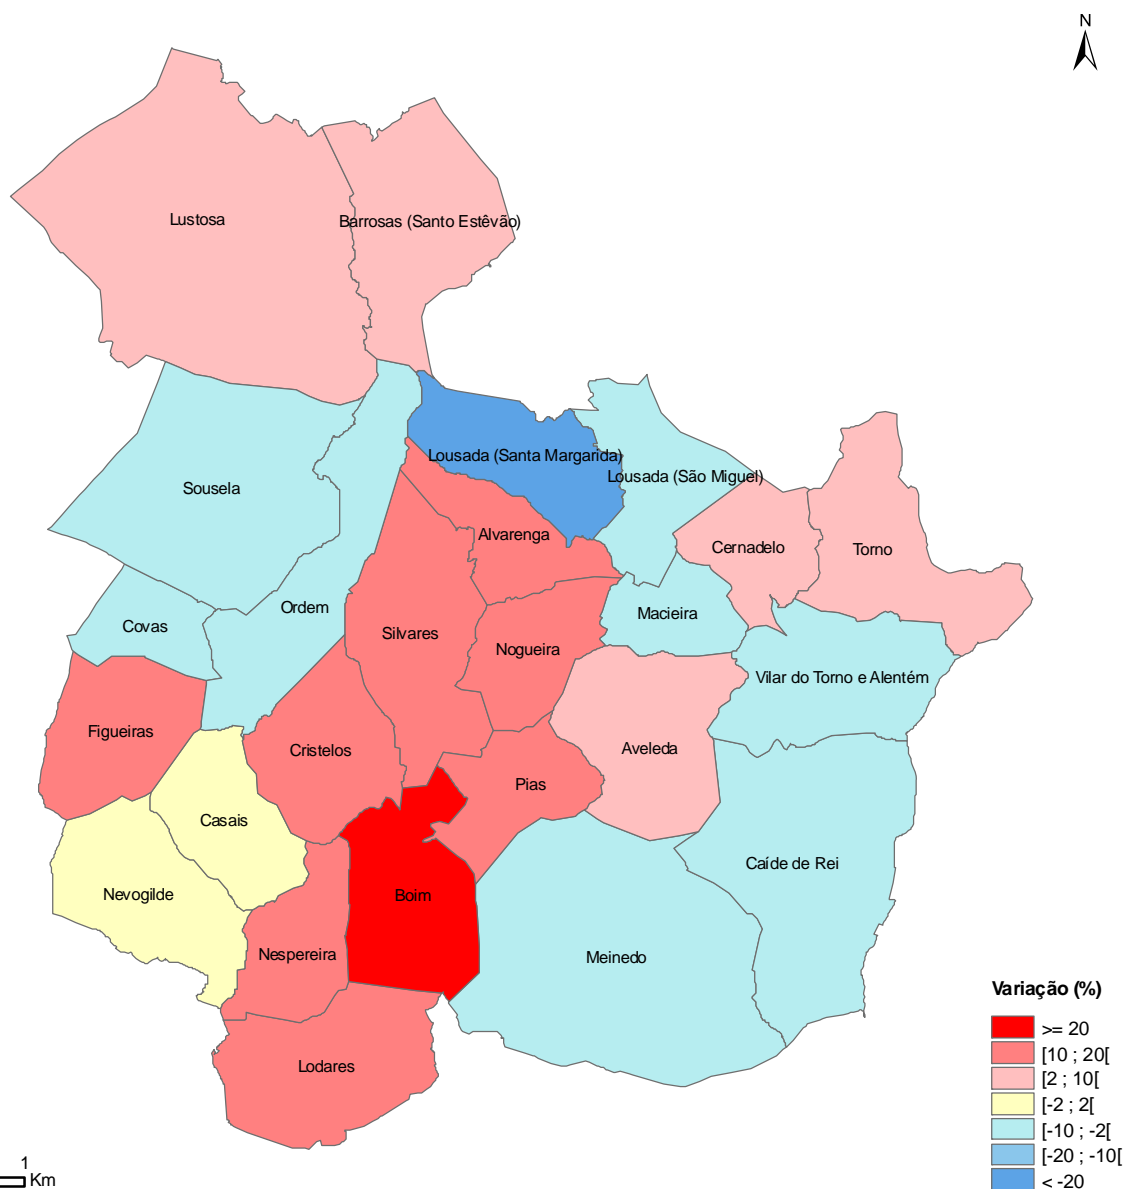 N
Lustosa
Barrosas (Santo Estêvão)
Lousada (Santa Margarida)
Lousada (São Miguel)
Sousela
Alvarenga
Cernadelo
Torno
Ordem
Macieira
Covas
Silvares
Nogueira
Vilar do Torno e Alentém
Figueiras
Cristelos
Aveleda
Pias
Casais
Caíde de Rei
Nevogilde
Boim
Nespereira
Meinedo
Lodares
Variação (%)
>= 20
[10 ; 20[
[2 ; 10[
[-2 ; 2[
[-10 ; -2[
[-20 ; -10[
< -20
1
Km